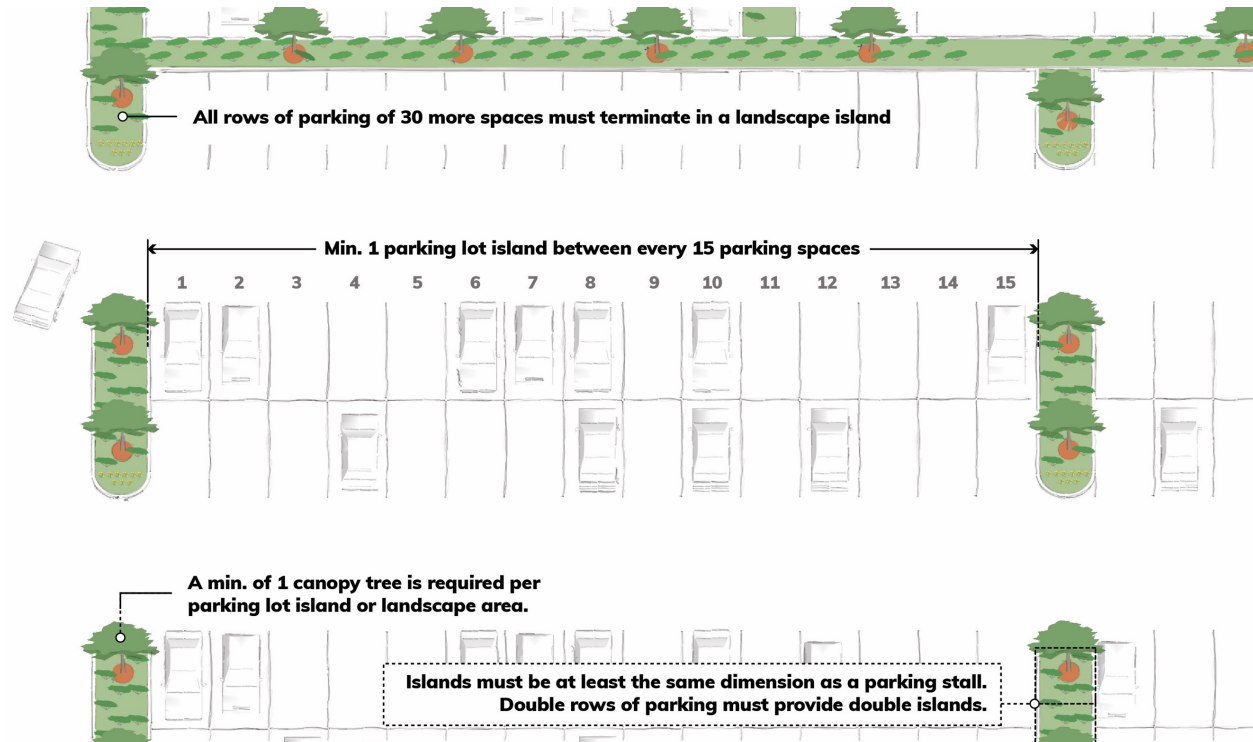 All rows of parking of 30 more spaces must terminate in a landscape island
Min. 1 parking lot island between every 15 parking spaces
1 2 3 4 5 6 7 8 9 10 11 12 13 14 15
A min. of 1 canopy tree is required per
parking lot island or landscape area.
Islands must be at least the same dimension as a parking stall.
Double rows of parking must provide double islands.